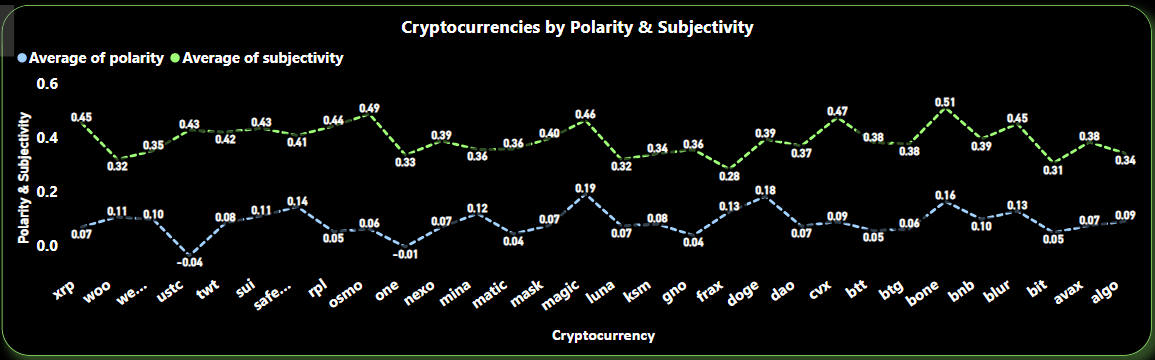 Cryptocurrencies by Polarity & Subjectivity
Average of polarity Average of subjectivity
Polarity & Subjectivity
0.6
0.4
0.2
0.0
0.45 0.32 0.35 0.43 0.42 0.43 0.41 0.44 0.49 0.33 0.39 0.36 0.36 0.40 0.46 0.32 0.34 0.36 0.28 0.39 0.37 0.47 0.38 0.38 0.51 0.39 0.45 0.31 0.38 0.34
0.07 0.11 0.10 -0.04 0.08 0.11 0.14 0.05 0.06 -0.01 0.07 0.12 0.04 0.07 0.19 0.07 0.08 0.04 0.13 0.18 0.07 0.09 0.05 0.06 0.16 0.10 0.13 0.05 0.07 0.09
xrp woo we... ustc twt sui safe... rpl osmo one nexo mina matic mask magic luna ksm gno frax doge dao cvx btt btg bone bnb blur bit avax algo
Cryptocurrency